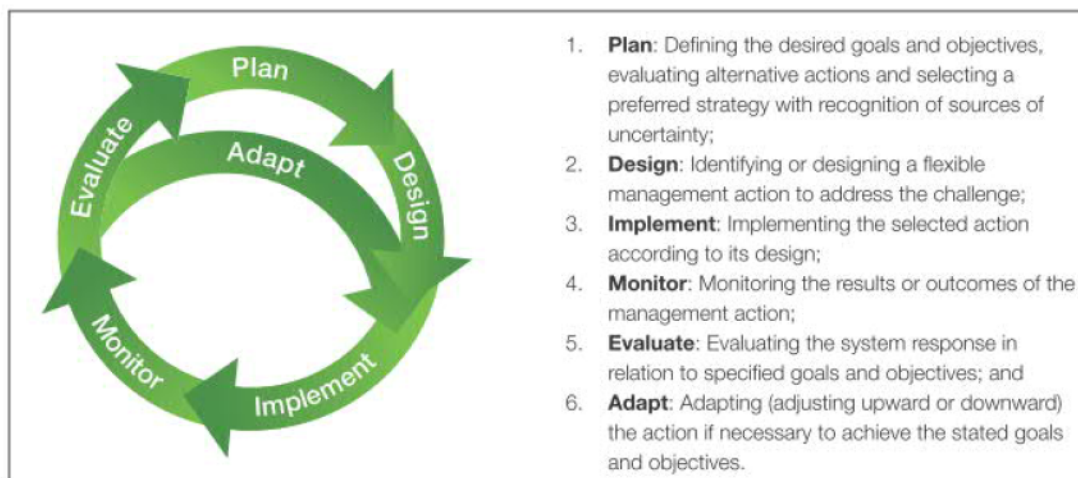 Plan
Adapt
Evaluate
Design
Monitor
Implement
1. Plan: Defining the desired goals and objectives,
evaluating alternative actions and selecting a
preferred strategy with recognition of sources of
uncertainty;
2. Design: Identifying or designing a flexible
management action to address the challenge;
3. Implement: Implementing the selected action
according to its design;
4. Monitor: Monitoring the results or outcomes of the
management action;
5. Evaluate: Evaluating the system response in
relation to specified goals and objectives; and
6. Adapt: Adapting (adjusting upward or downward)
the action if necessary to achieve the stated goals
and objectives.